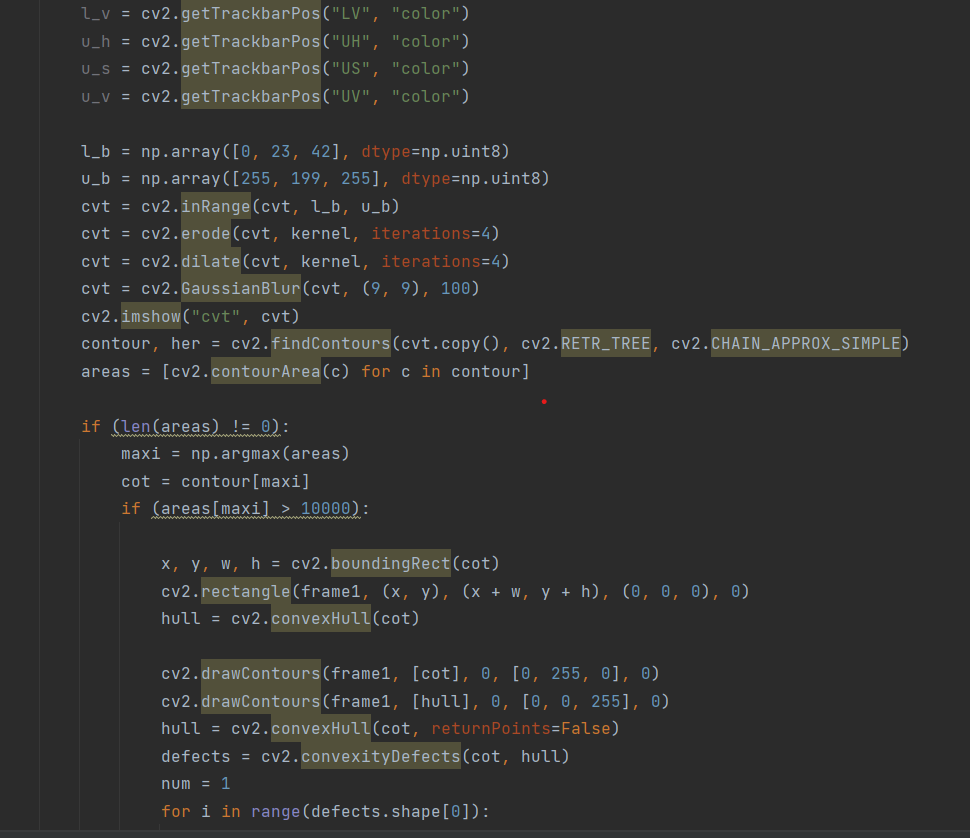 l_v = cv2.getTrackbarPos("LV", "color")
u_h = cv2.getTrackbarPos("UH", "color")
u_s = cv2.getTrackbarPos("US", "color")
u_v = cv2.getTrackbarPos("UV", "color")
l_b = np.array([0, 23, 42], dtype=np.uint8)
u_b = np.array([255, 199, 255], dtype=np.uint8)
cvt = cv2.inRange(cvt, l_b, u_b)
cvt = cv2.erode(cvt, kernel, iterations=4)
cvt = cv2.dilate(cvt, kernel, iterations=4)
cvt = cv2.GaussianBlur(cvt, (9, 9), 100)
cv2.imshow("cvt", cvt)
contour, her = cv2.findContours(cvt.copy(), cv2.RETR_TREE, cv2.CHAIN_APPROX_SIMPLE)
areas = [cv2.contourArea(c) for c in contour]
if (len(areas) != 0):
maxi = np.argmax(areas)
cot = contour[maxi]
if (areas[maxi] > 10000):
x, y, w, h = cv2.boundingRect(cot)
cv2.rectangle(frame1, (x, y), (x + w, y + h), (0, 0, 0), 0)
hull = cv2.convexHull(cot)
cv2.drawContours(frame1, [cot], 0, [0, 255, 0], 0)
cv2.drawContours(frame1, [hull], 0, [0, 0, 255], 0)
hull = cv2.convexHull(cot, returnPoints=False)
defects = cv2.convexityDefects(cot, hull)
num = 1
for i in range(defects.shape[0]):